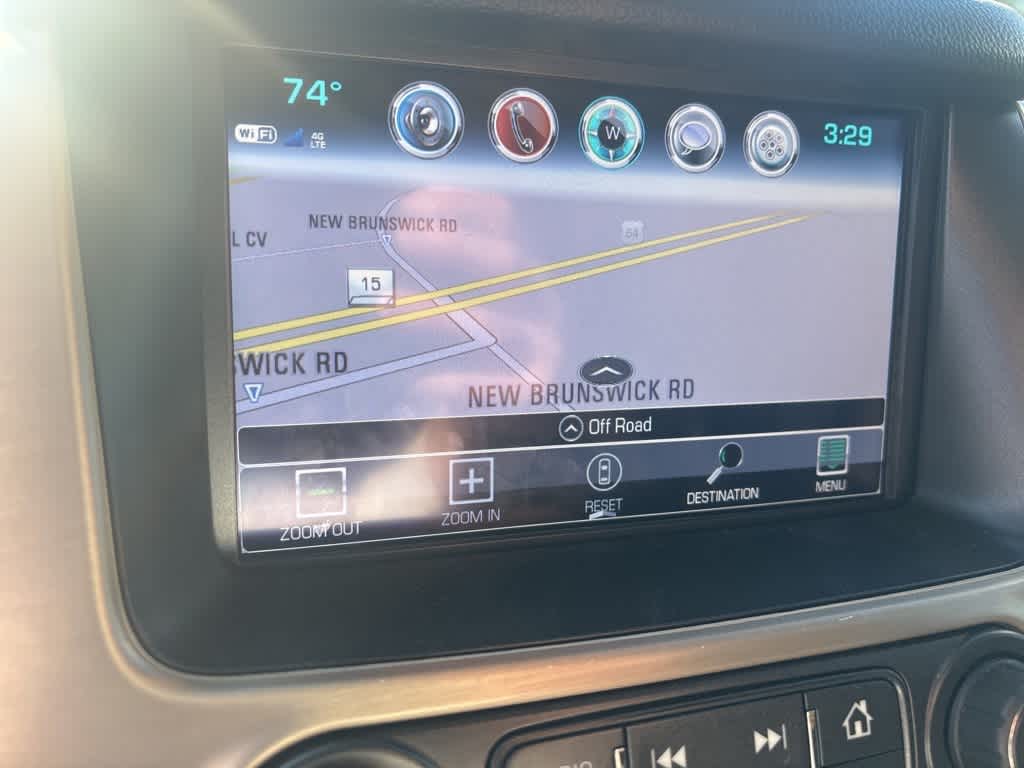 74°
WiFi
4G
LTE
W
3:29
NEW BRUNSWICK RD
L CV
64
15
SWICK RD
NEW BRUNSWICK RD
Off Road
ZOOM OUT
ZOOM IN
RESET
DESTINATION
MENU